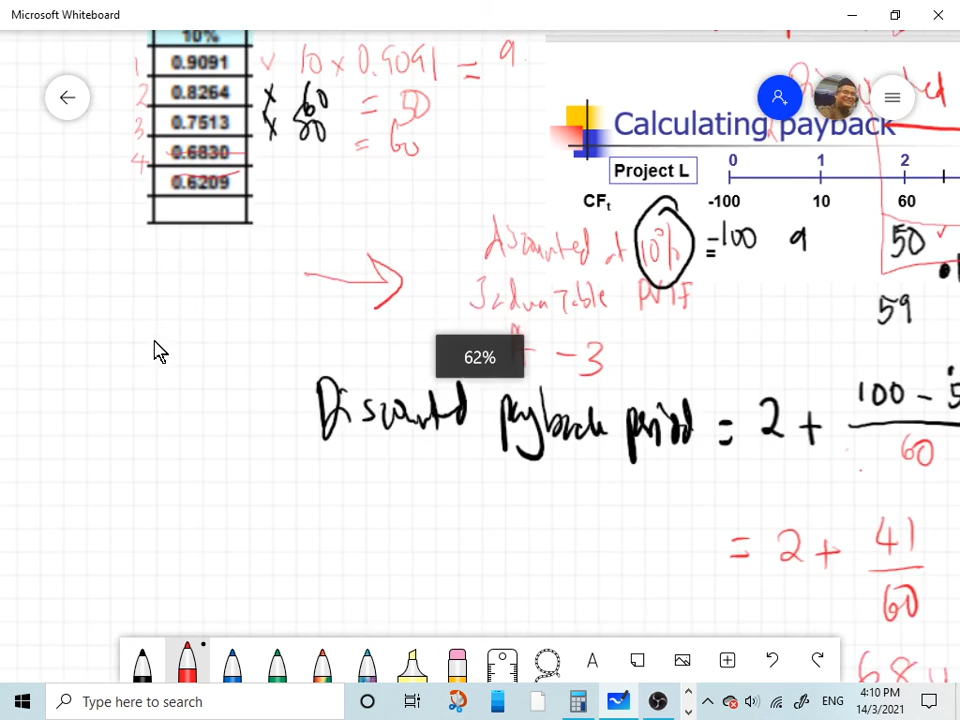 Microsoft Whiteboard
10%
1 0.9091 10 x 0.9091 = 9
2 0.8264 x 60 = 50
3 0.7513 x 80 = 60
4 0.6830
0.6209
Calculating payback
Project L 0 1 2
CFt -100 10 60
Discounted at 10% = -100 9 50
table PVIF 59
- 3
62%
Discounted payback period = 2 + 100 - 5
60
= 2 + 41
60
Type here to search
ENG 4:10 PM
14/3/2021